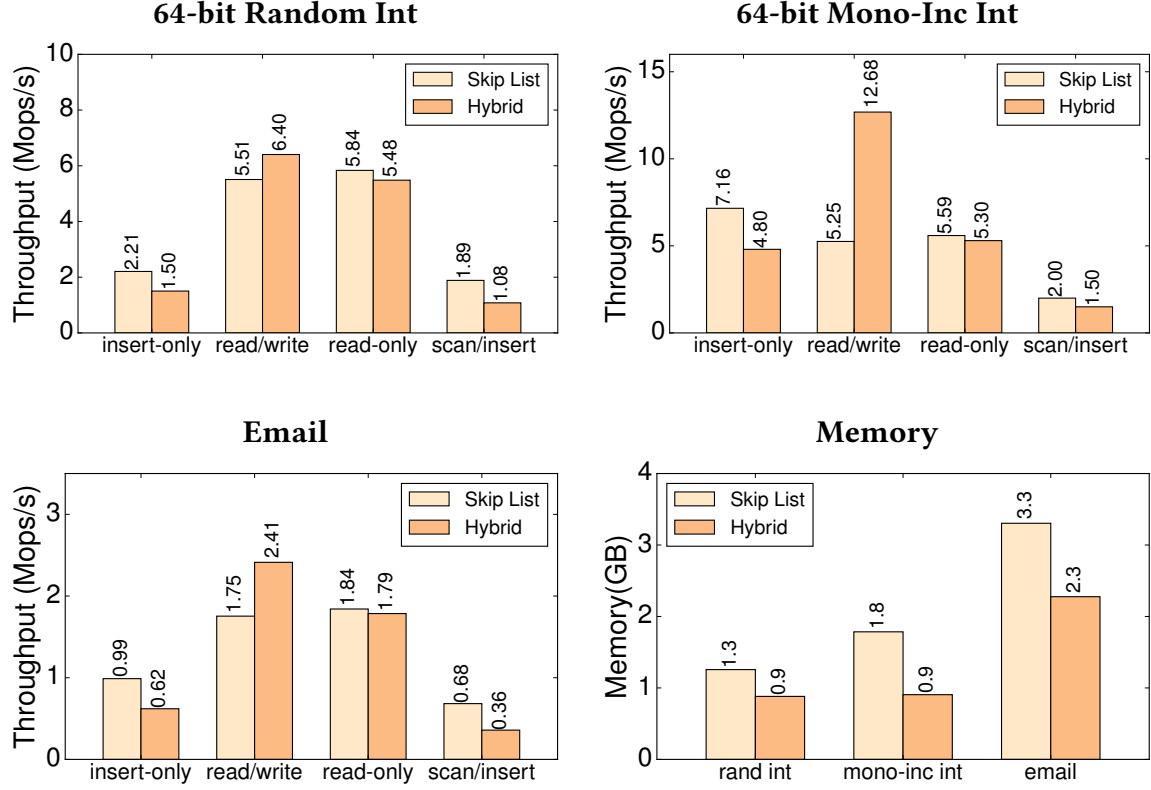 64-bit Random Int
Throughput (Mops/s)
10
8
6
4
2
0
Skip List
Hybrid
2.21
1.50
5.51
6.40
5.84
5.48
1.89
1.08
insert-only read/write read-only scan/insert
64-bit Mono-Inc Int
Throughput (Mops/s)
15
10
5
0
Skip List
Hybrid
7.16
4.80
5.25
12.68
5.59
5.30
2.00
1.50
insert-only read/write read-only scan/insert
Email
Throughput (Mops/s)
3
2
1
0
Skip List
Hybrid
0.99
0.62
1.75
2.41
1.84
1.79
0.68
0.36
insert-only read/write read-only scan/insert
Memory
Memory(GB)
4
3
2
1
0
Skip List
Hybrid
1.3
0.9
1.8
0.9
3.3
2.3
rand int mono-inc int email